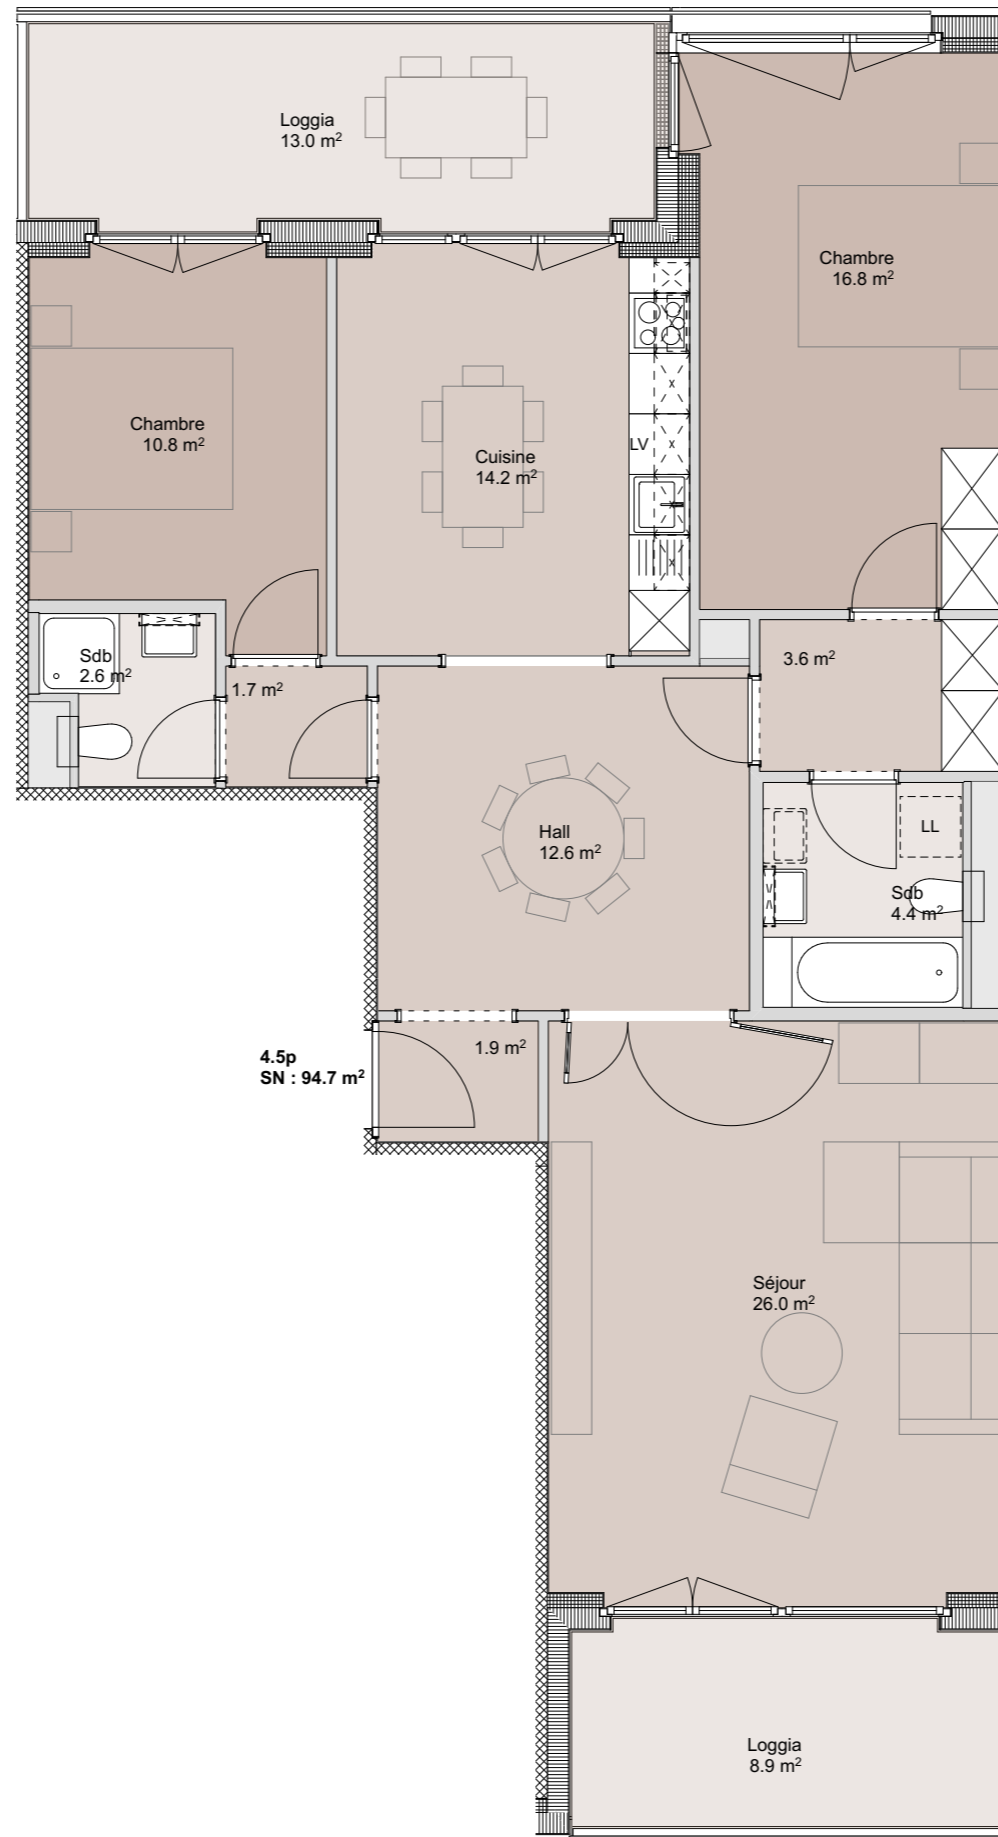 Loggia
13.0 m²
Chambre
16.8 m²
Chambre
10.8 m²
LV
Cuisine
14.2 m²
Sdb
2.6 m²
1.7 m²
3.6 m²
Hall
12.6 m²
LL
Sdb
4.4 m²
1.9 m²
4.5p
SN : 94.7 m²
Séjour
26.0 m²
Loggia
8.9 m²